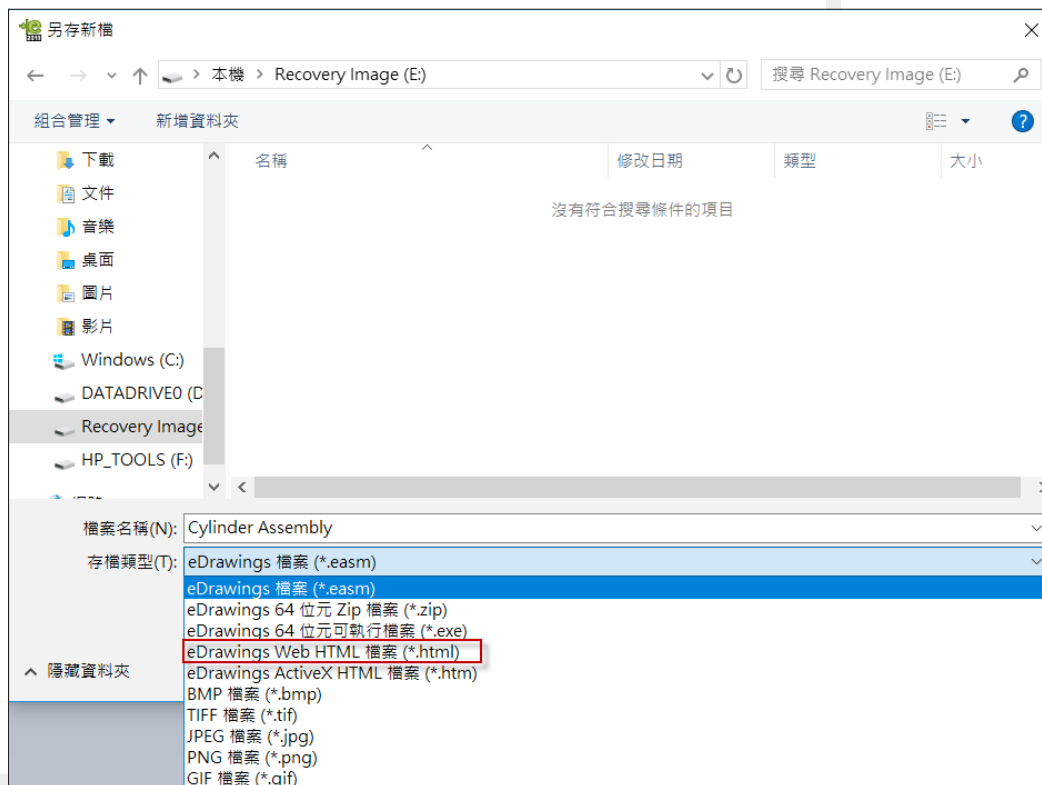 另存新檔
本機 > Recovery Image (E:)
搜尋 Recovery Image (E:)
組合管理
新增資料夾
名稱 修改日期 類型 大小
沒有符合搜尋條件的項目
下載
文件
音樂
桌面
圖片
影片
Windows (C:)
DATADRIVE0 (D
Recovery Image
HP_TOOLS (F:)
檔案名稱(N): Cylinder Assembly
存檔類型(T): eDrawings 檔案 (*.easm)
eDrawings 檔案 (*.easm)
eDrawings 64 位元 Zip 檔案 (*.zip)
eDrawings 64 位元可執行檔案 (*.exe)
eDrawings Web HTML 檔案 (*.html)
eDrawings ActiveX HTML 檔案 (*.htm)
BMP 檔案 (*.bmp)
TIFF 檔案 (*.tif)
JPEG 檔案 (*.jpg)
PNG 檔案 (*.png)
GIF 檔案 (*.gif)
隱藏資料夾